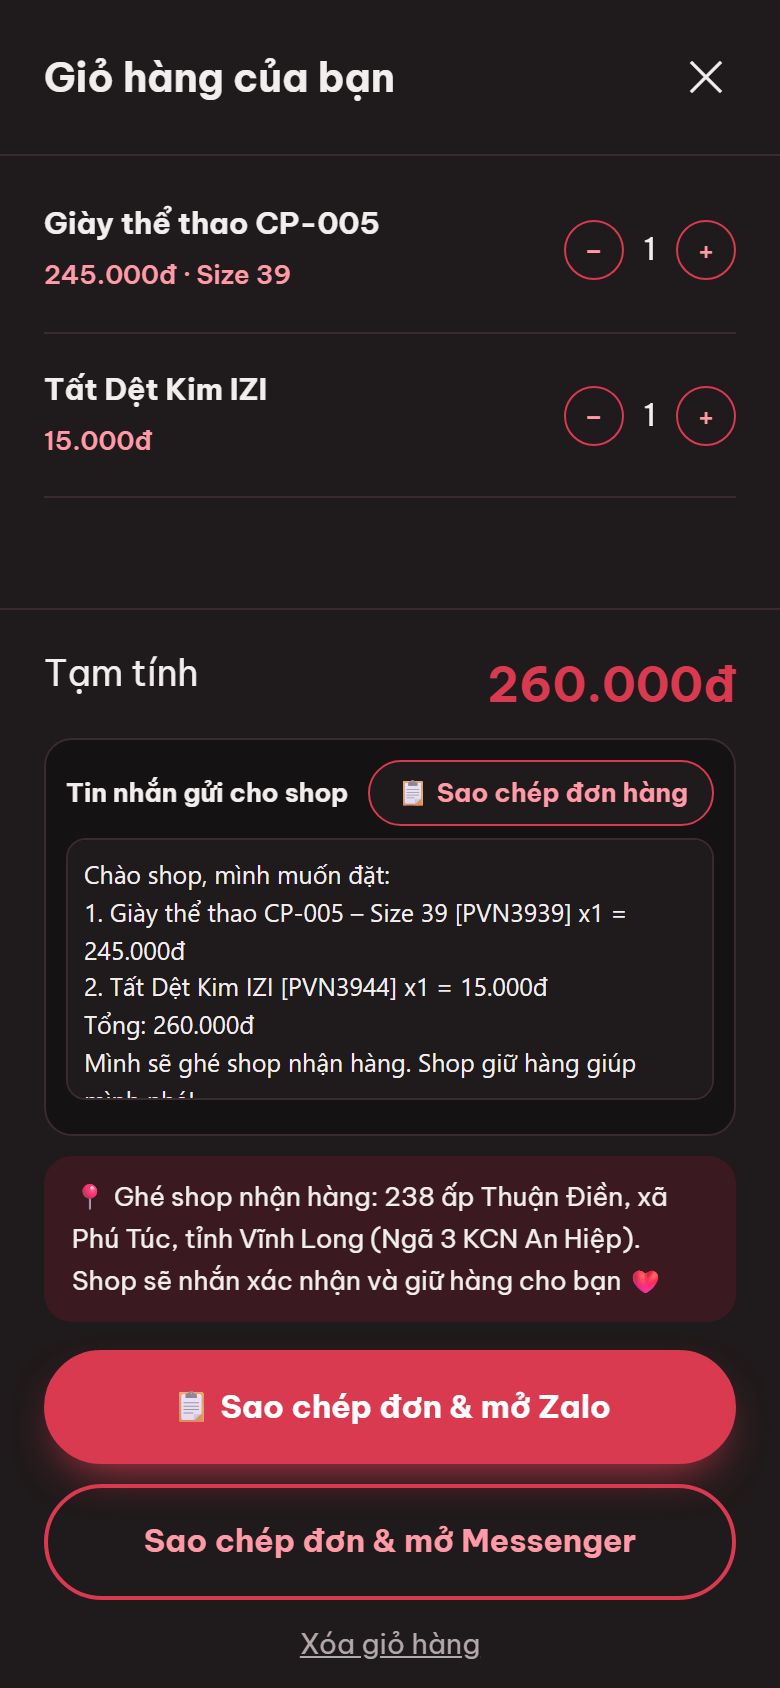 Giỏ hàng của bạn
Giày thể thao CP-005
245.000đ · Size 39
– 1 +
Tất Dệt Kim IZI
15.000đ
– 1 +
Tạm tính
260.000đ
Tin nhắn gửi cho shop
Sao chép đơn hàng
Chào shop, mình muốn đặt:
1. Giày thể thao CP-005 – Size 39 [PVN3939] x1 =
245.000đ
2. Tất Dệt Kim IZI [PVN3944] x1 = 15.000đ
Tổng: 260.000đ
Mình sẽ ghé shop nhận hàng. Shop giữ hàng giúp
Ghé shop nhận hàng: 238 ấp Thuận Điền, xã
Phú Túc, tỉnh Vĩnh Long (Ngã 3 KCN An Hiệp).
Shop sẽ nhắn xác nhận và giữ hàng cho bạn
Sao chép đơn & mở Zalo
Sao chép đơn & mở Messenger
Xóa giỏ hàng